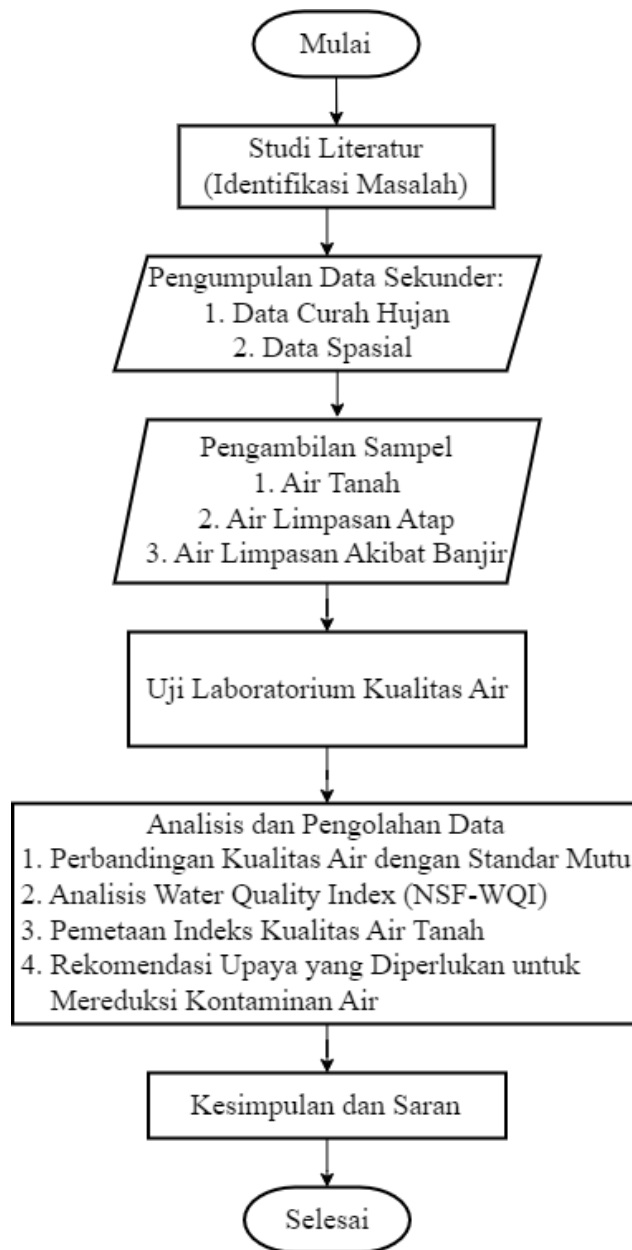 Mulai
Studi Literatur
(Identifikasi Masalah)
Pengumpulan Data Sekunder:
1. Data Curah Hujan
2. Data Spasial
Pengambilan Sampel
1. Air Tanah
2. Air Limpasan Atap
3. Air Limpasan Akibat Banjir
Uji Laboratorium Kualitas Air
Analisis dan Pengolahan Data
1. Perbandingan Kualitas Air dengan Standar Mutu
2. Analisis Water Quality Index (NSF-WQI)
3. Pemetaan Indeks Kualitas Air Tanah
4. Rekomendasi Upaya yang Diperlukan untuk
Mereduksi Kontaminan Air
Kesimpulan dan Saran
Selesai